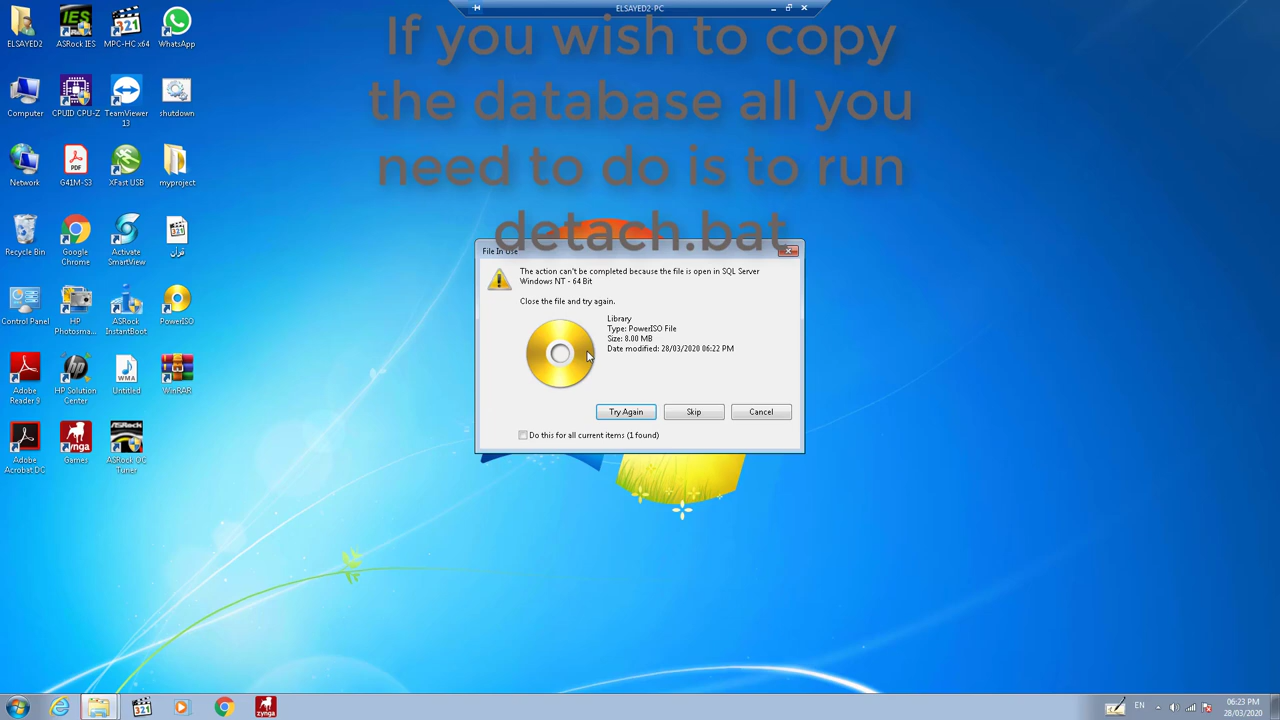 ELSAYED2-PC
If you wish to copy
the database all you
need to do is to run
detach.bat
ELSAYED2
ASRock IES
MPC-HC x64
WhatsApp
Computer
CPUID CPU-Z
TeamViewer
13
shutdown
Network
G41M-S3
XFast USB
myproject
Recycle Bin
Google
Chrome
Activate
SmartView
قرآن
Control Panel
HP
Photosma...
ASRock
InstantBoot
PowerISO
Adobe
Reader 9
HP Solution
Center
Untitled
WinRAR
Adobe
Acrobat DC
Games
ASRock OC
Tuner
File In Use
The action can't be completed because the file is open in SQL Server
Windows NT - 64 Bit
Close the file and try again.
Library
Type: PowerISO File
Size: 8.00 MB
Date modified: 28/03/2020 06:22 PM
Try Again
Skip
Cancel
Do this for all current items (1 found)
EN
06:23 PM
28/03/2020